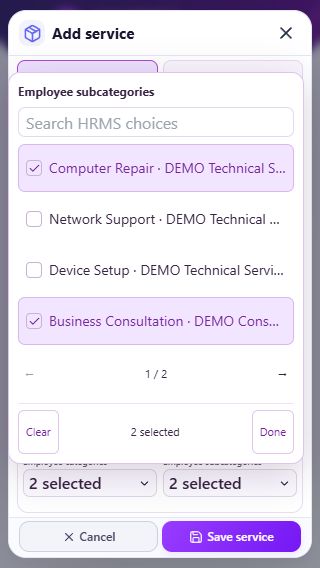 Add service
Employee subcategories
Search HRMS choices
Computer Repair · DEMO Technical S...
Network Support · DEMO Technical ...
Device Setup · DEMO Technical Servi...
Business Consultation · DEMO Cons...
← 1 / 2 →
Clear 2 selected Done
2 selected 2 selected
Cancel Save service